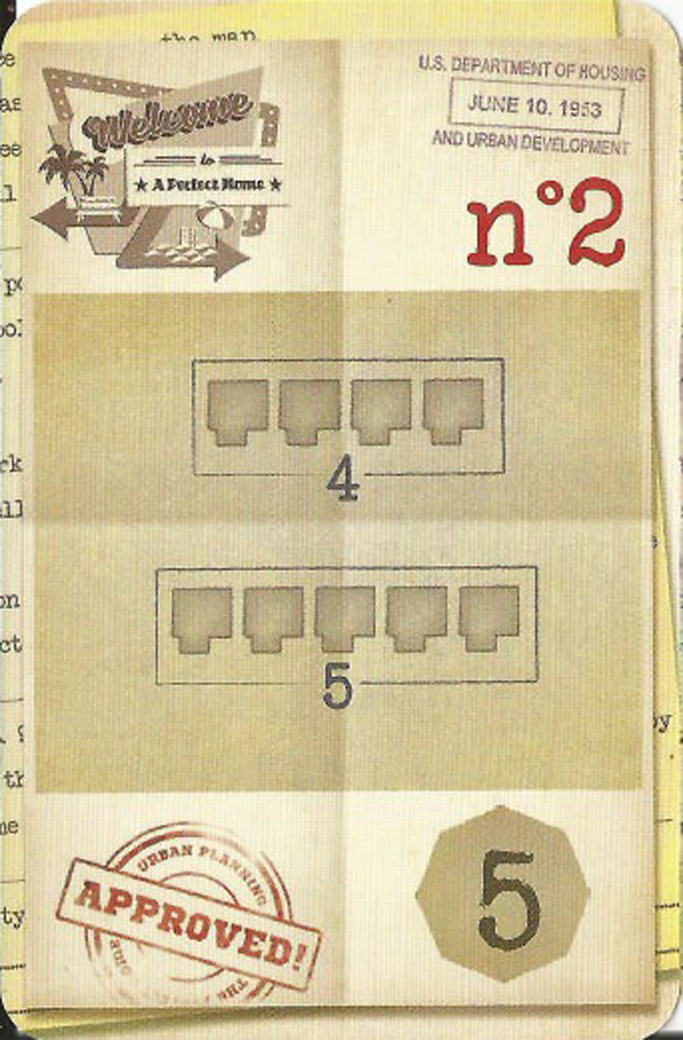 the map
Welcome
to
★ A Perfect Home ★
U.S. DEPARTMENT OF HOUSING
JUNE 10, 1953
AND URBAN DEVELOPMENT
n°2
4
5
URBAN PLANNING
APPROVED!
THE
5